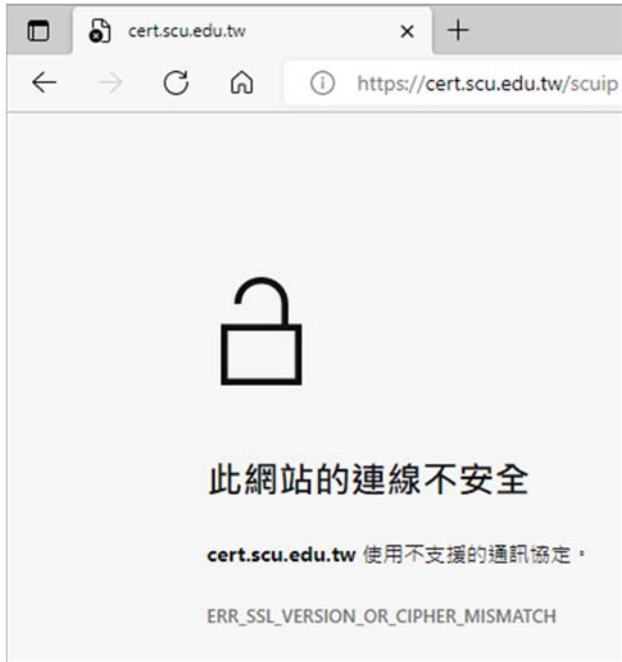 cert.scu.edu.tw
https://cert.scu.edu.tw/scuip
此網站的連線不安全
cert.scu.edu.tw 使用不支援的通訊協定。
ERR_SSL_VERSION_OR_CIPHER_MISMATCH